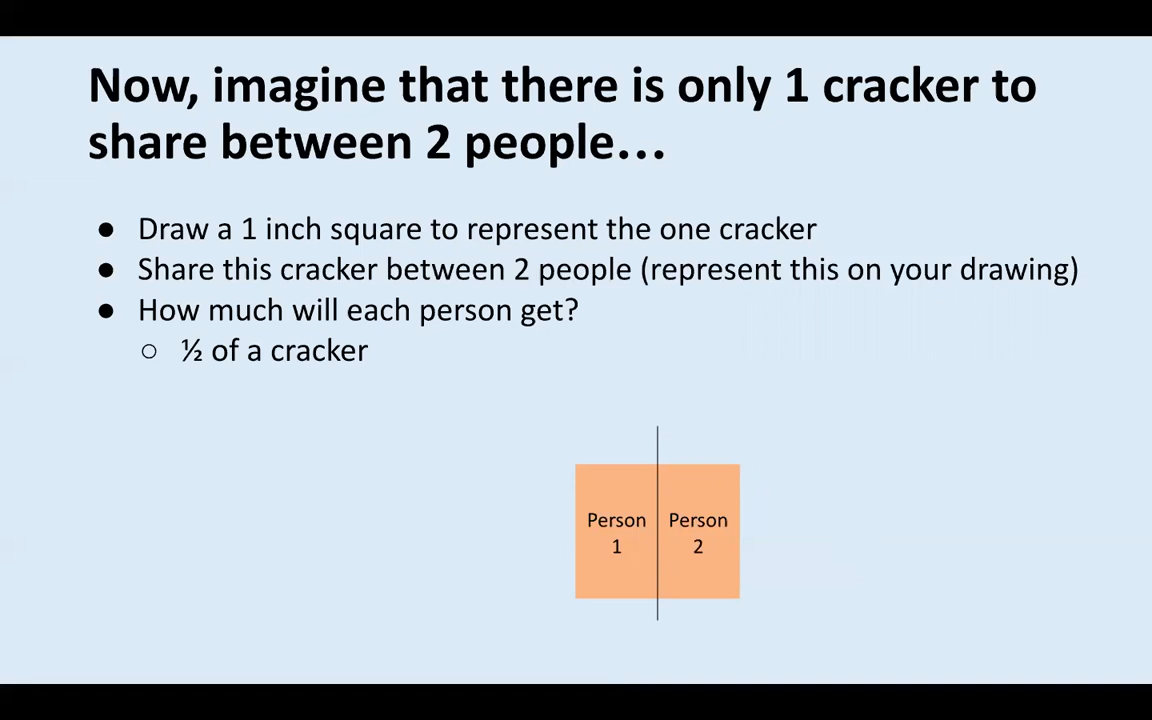 Now, imagine that there is only 1 cracker to
share between 2 people…
● Draw a 1 inch square to represent the one cracker
● Share this cracker between 2 people (represent this on your drawing)
● How much will each person get?
○ ½ of a cracker
Person
1
Person
2